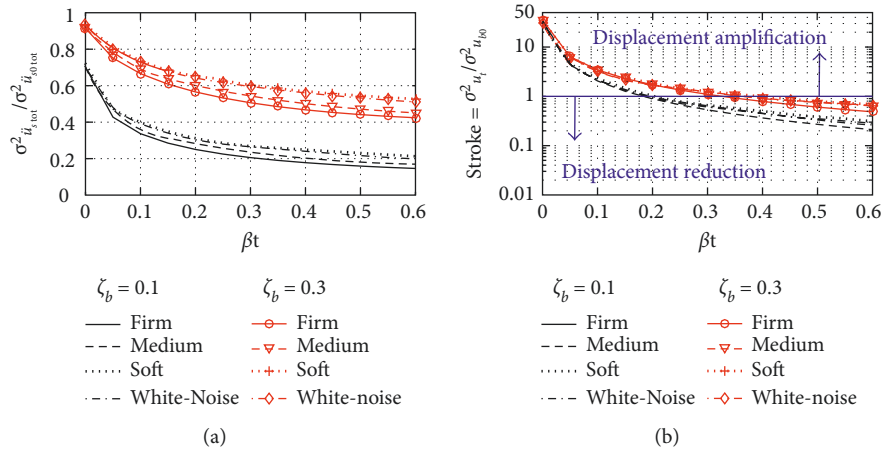 σ²ü_s tot/σ²ü_s0 tot
1
0.8
0.6
0.4
0.2
0
0 0.1 0.2 0.3 0.4 0.5 0.6
βt
ζ_b = 0.1 ζ_b = 0.3
Firm Firm
Medium Medium
Soft Soft
White-Noise White-noise
(a)
Stroke = σ²u_t/σ²u_b0
50
10
1
0.1
0.01
Displacement amplification
Displacement reduction
0 0.1 0.2 0.3 0.4 0.5 0.6
βt
ζ_b = 0.1 ζ_b = 0.3
Firm Firm
Medium Medium
Soft Soft
White-Noise White-noise
(b)